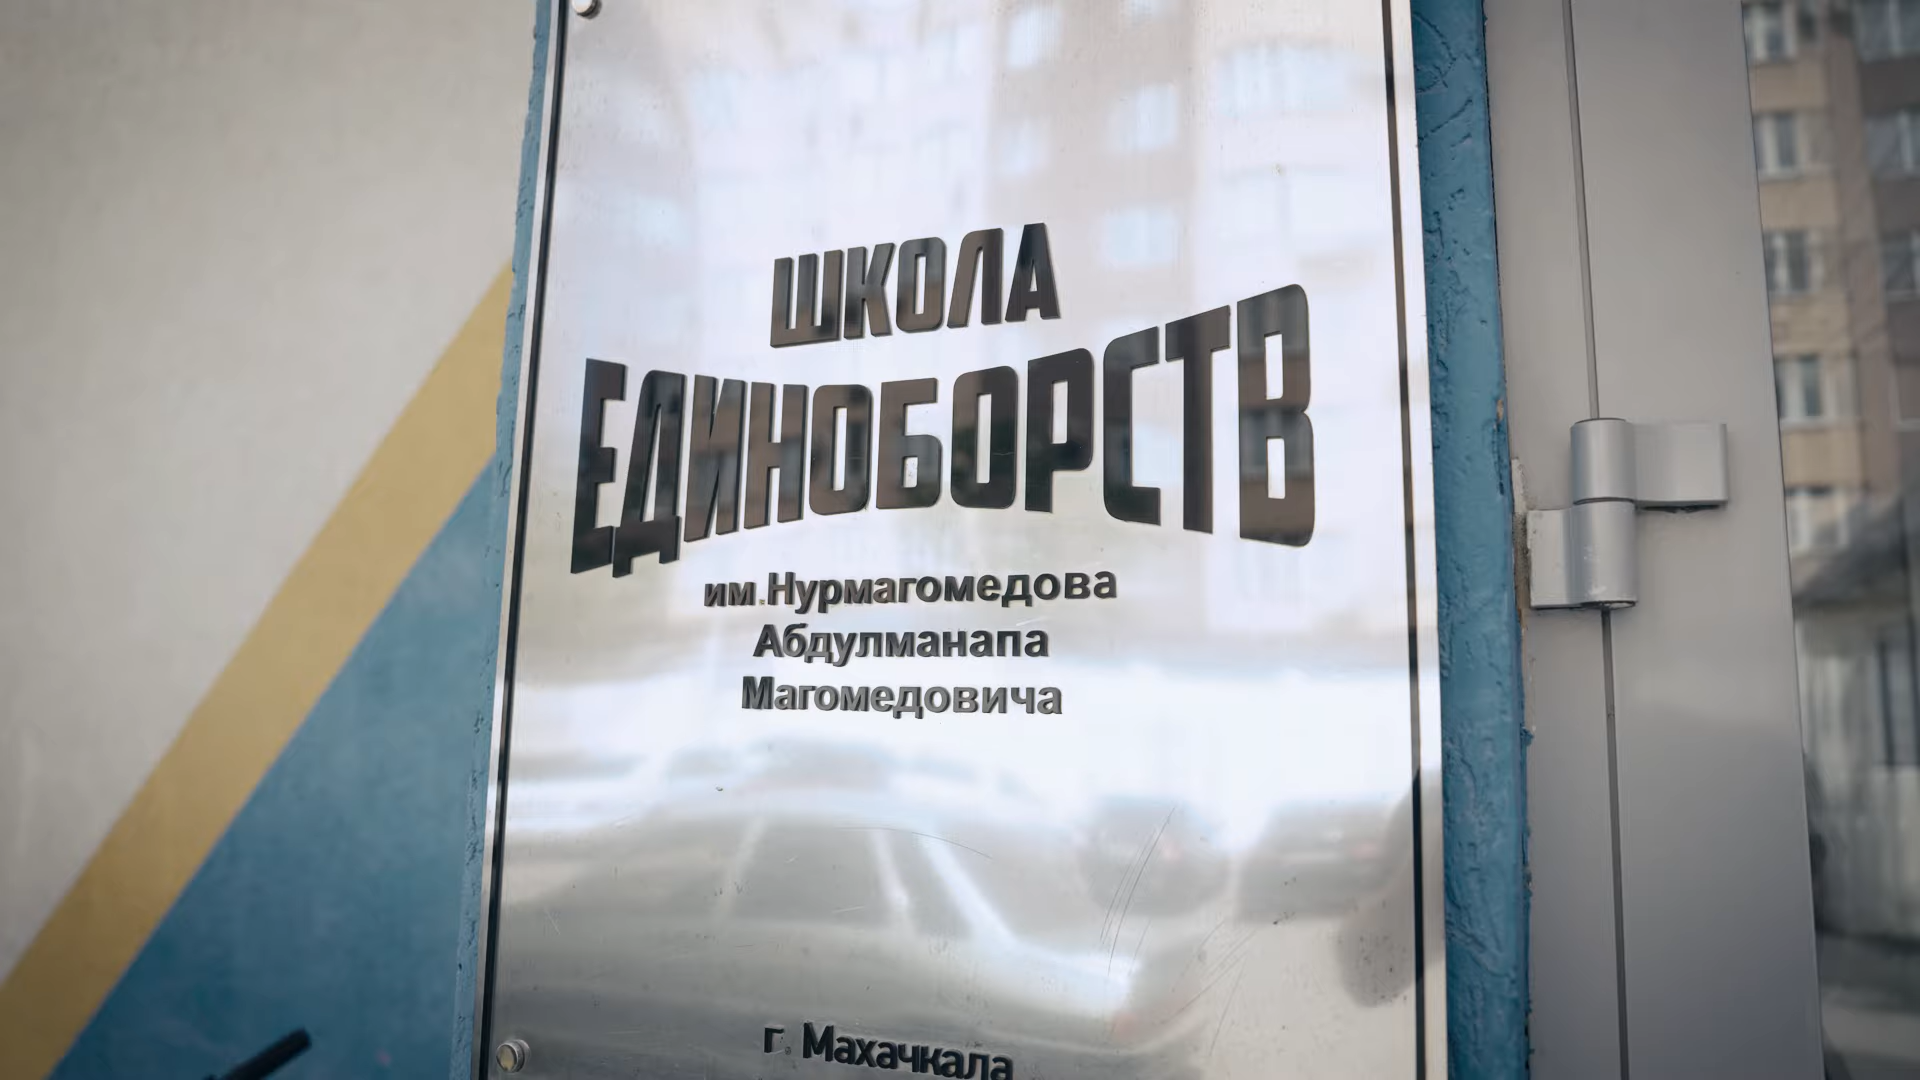 ШКОЛА
ЕДИНОБОРСТВ
им.Нурмагомедова
Абдулманапа
Магомедовича
г. Махачкала